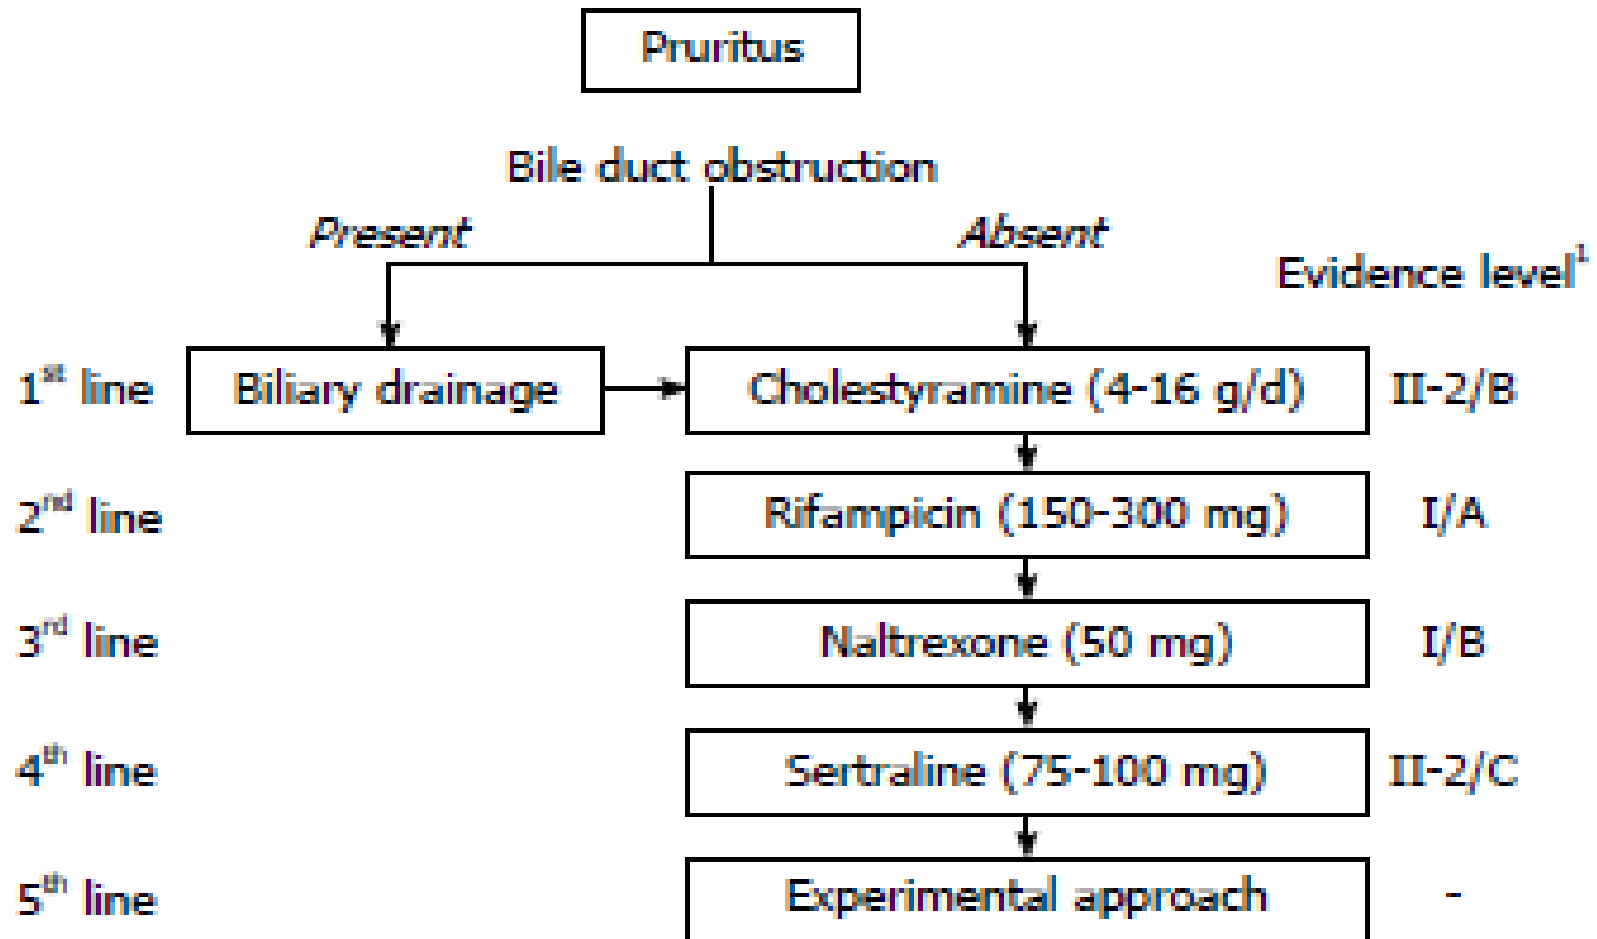 Pruritus
Bile duct obstruction
Present Absent
Evidence level¹
1st line Biliary drainage Cholestyramine (4-16 g/d) II-2/B
2nd line Rifampicin (150-300 mg) I/A
3rd line Naltrexone (50 mg) I/B
4th line Sertraline (75-100 mg) II-2/C
5th line Experimental approach -